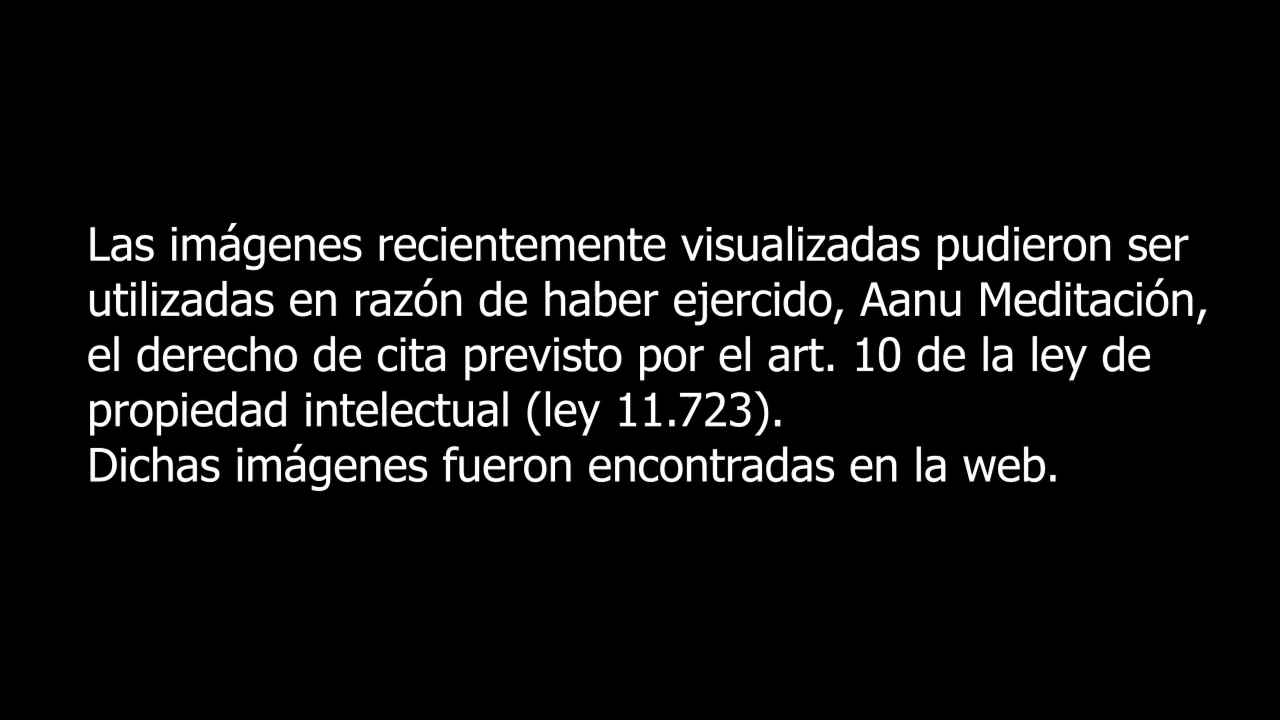 Las imágenes recientemente visualizadas pudieron ser
utilizadas en razón de haber ejercido, Aanu Meditación,
el derecho de cita previsto por el art. 10 de la ley de
propiedad intelectual (ley 11.723).
Dichas imágenes fueron encontradas en la web.